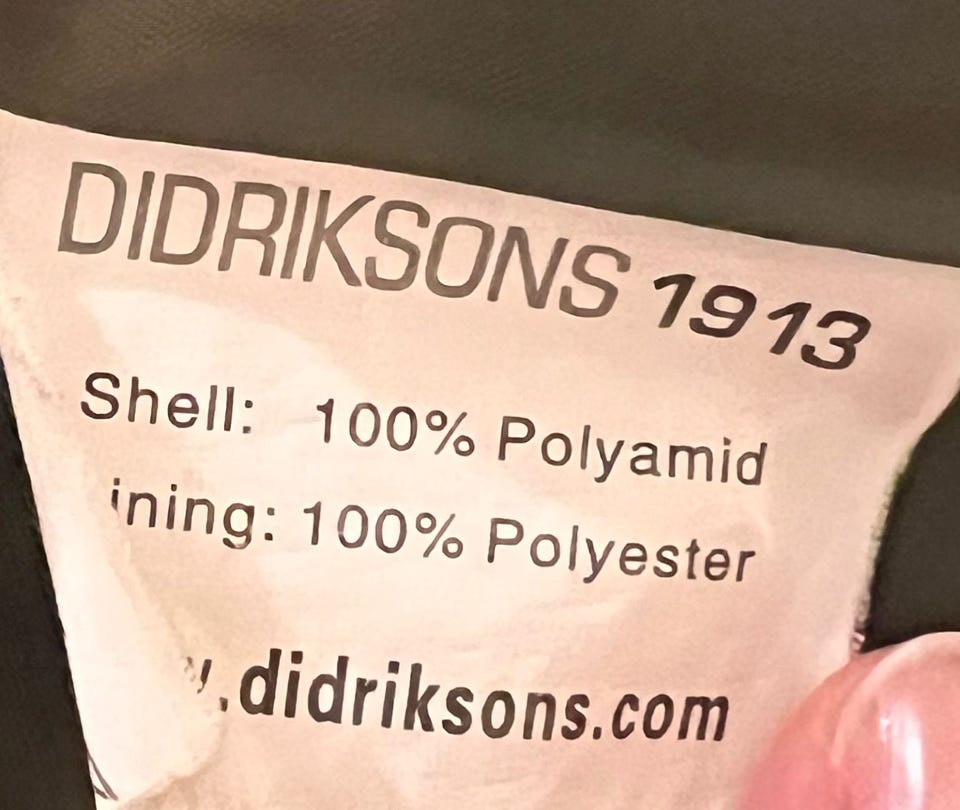 DIDRIKSONS 1913
Shell: 100% Polyamid
ining: 100% Polyester
.didriksons.com